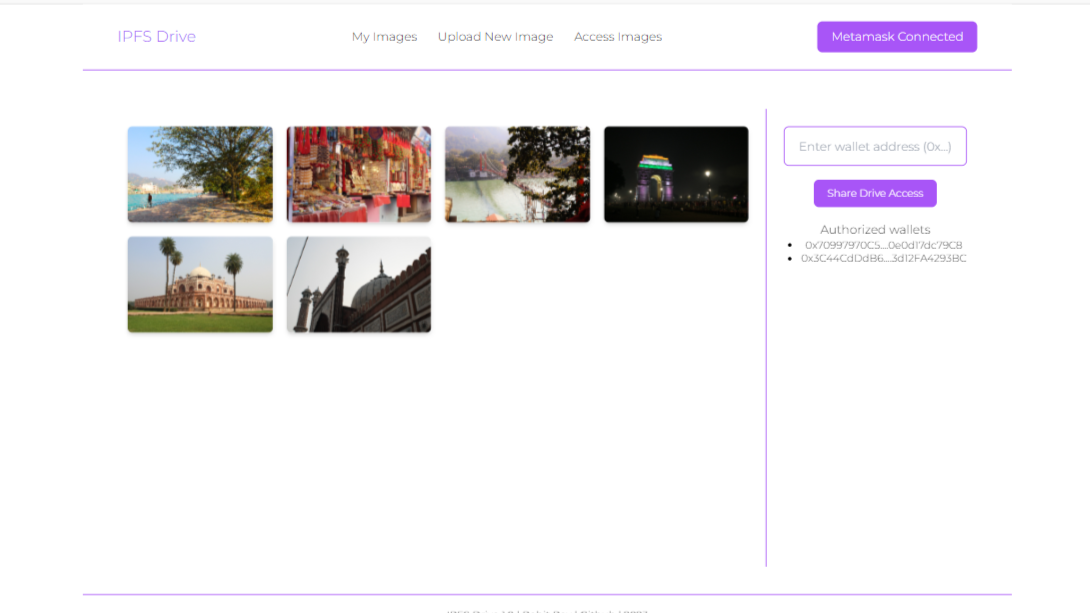 IPFS Drive
My Images
Upload New Image
Access Images
Metamask Connected
Enter wallet address (0x...)
Share Drive Access
Authorized wallets
0x70997970C5....0e0d17dc79C8
0x3C44CdDdB6....3d12FA4293BC